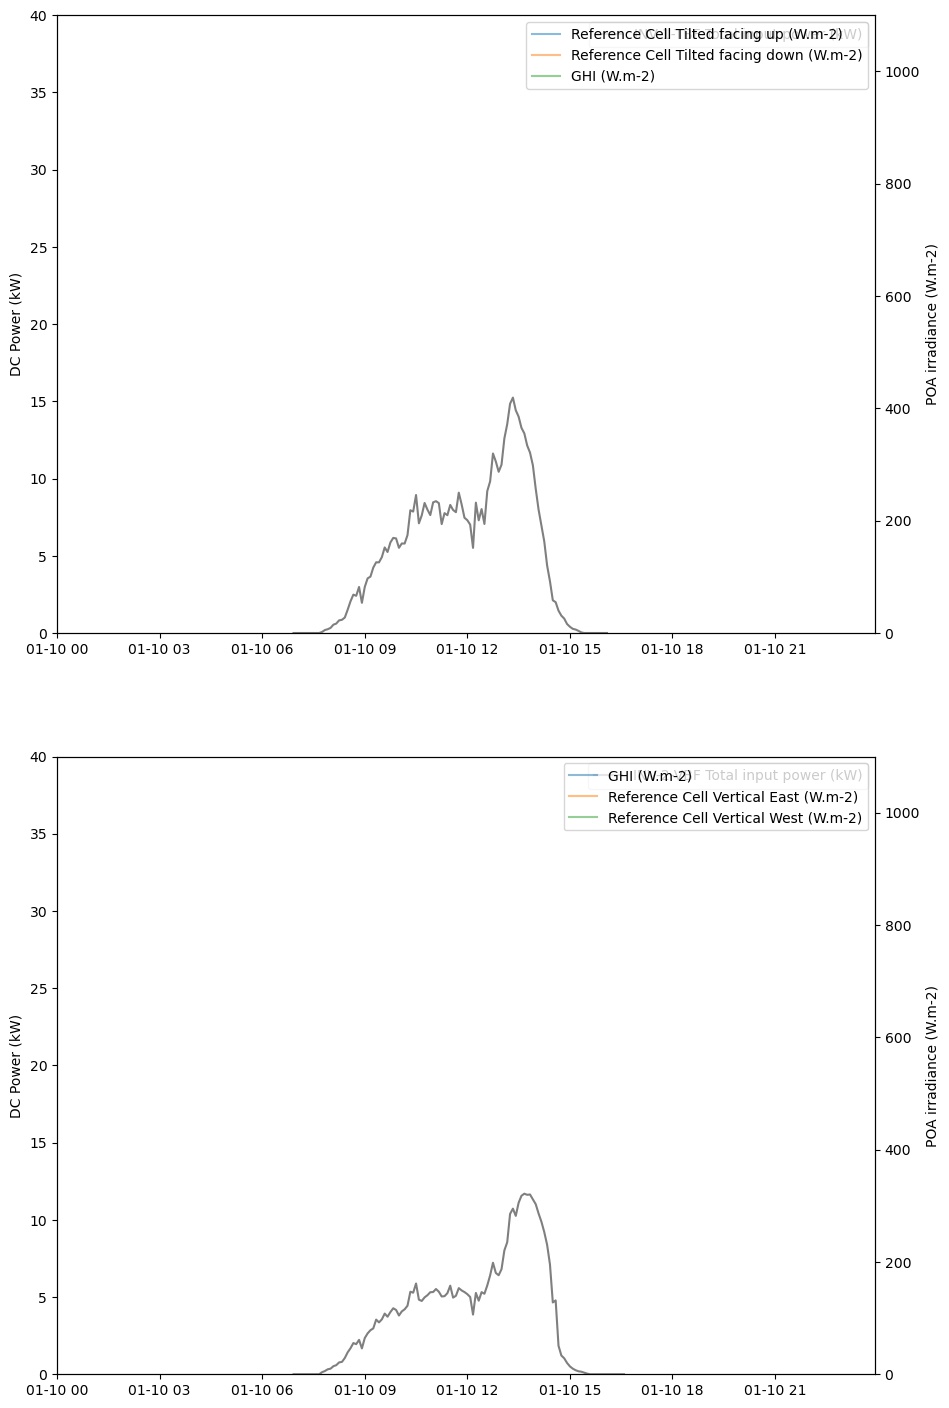 40
35
30
25
20
15
10
5
0
DC Power (kW)
Reference Cell Tilted facing up (W.m-2)
Reference Cell Tilted facing down (W.m-2)
GHI (W.m-2)
1000
800
600
400
200
0
POA irradiance (W.m-2)
01-10 00 01-10 03 01-10 06 01-10 09 01-10 12 01-10 15 01-10 18 01-10 21
40
35
30
25
20
15
10
5
0
DC Power (kW)
Total input power (kW)
GHI (W.m-2)
Reference Cell Vertical East (W.m-2)
Reference Cell Vertical West (W.m-2)
1000
800
600
400
200
0
POA irradiance (W.m-2)
01-10 00 01-10 03 01-10 06 01-10 09 01-10 12 01-10 15 01-10 18 01-10 21